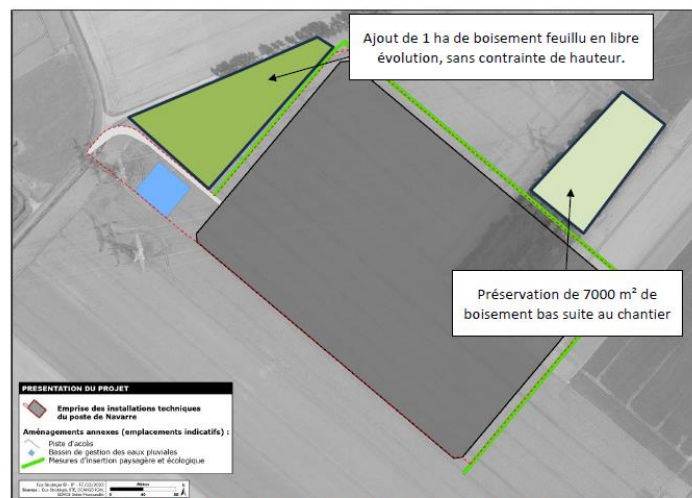 Ajout de 1 ha de boisement feuillu en libre
évolution, sans contrainte de hauteur.
Préservation de 7000 m² de
boisement bas suite au chantier
PRESENTATION DU PROJET
Emprise des installations techniques
du poste de Navarre
Aménagements annexes (emplacements indicatifs) :
Piste d'accès
Bassin de gestion des eaux pluviales
Mesures d'insertion paysagère et écologique
Mètres